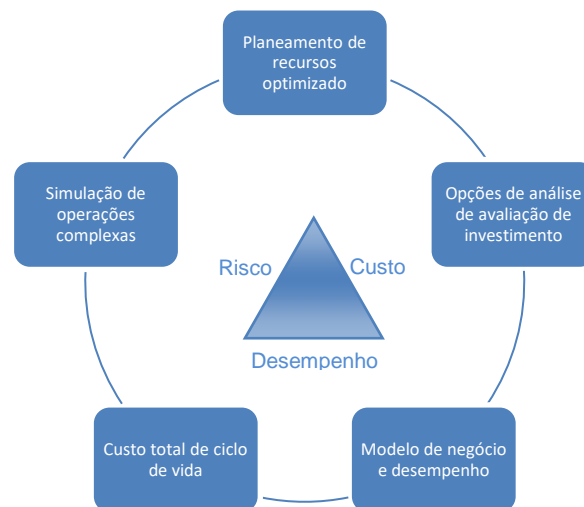 Planeamento de
recursos
optimizado
Simulação de
operações
complexas
Opções de análise
de avaliação de
investimento
Risco
Custo
Desempenho
Custo total de ciclo
de vida
Modelo de negócio
e desempenho